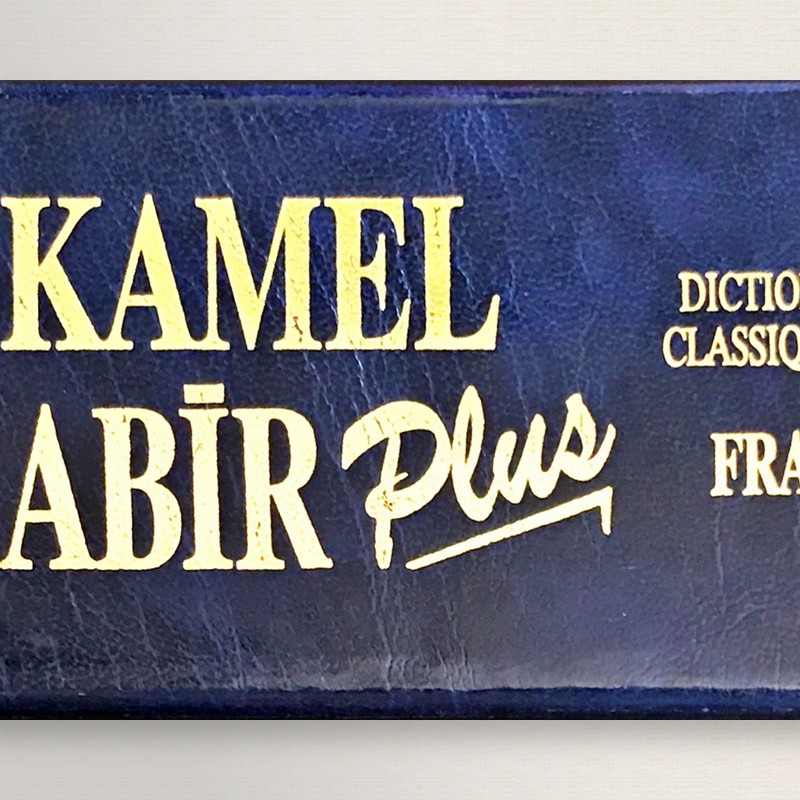 KAMEL
ABĪR Plus
DICTIO
CLASSIQ
FRA